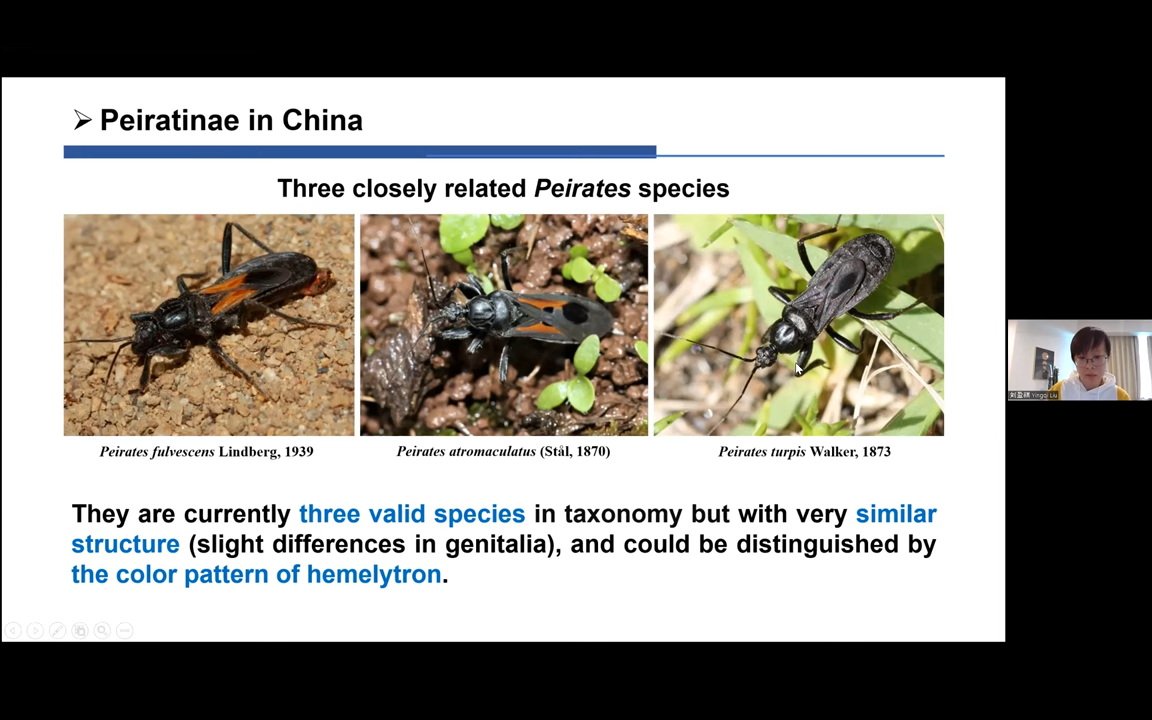 ➢ Peiratinae in China
Three closely related Peirates species
Peirates fulvescens Lindberg, 1939
Peirates atromaculatus (Stål, 1870)
Peirates turpis Walker, 1873
They are currently three valid species in taxonomy but with very similar
structure (slight differences in genitalia), and could be distinguished by
the color pattern of hemelytron.
Yingqi Liu